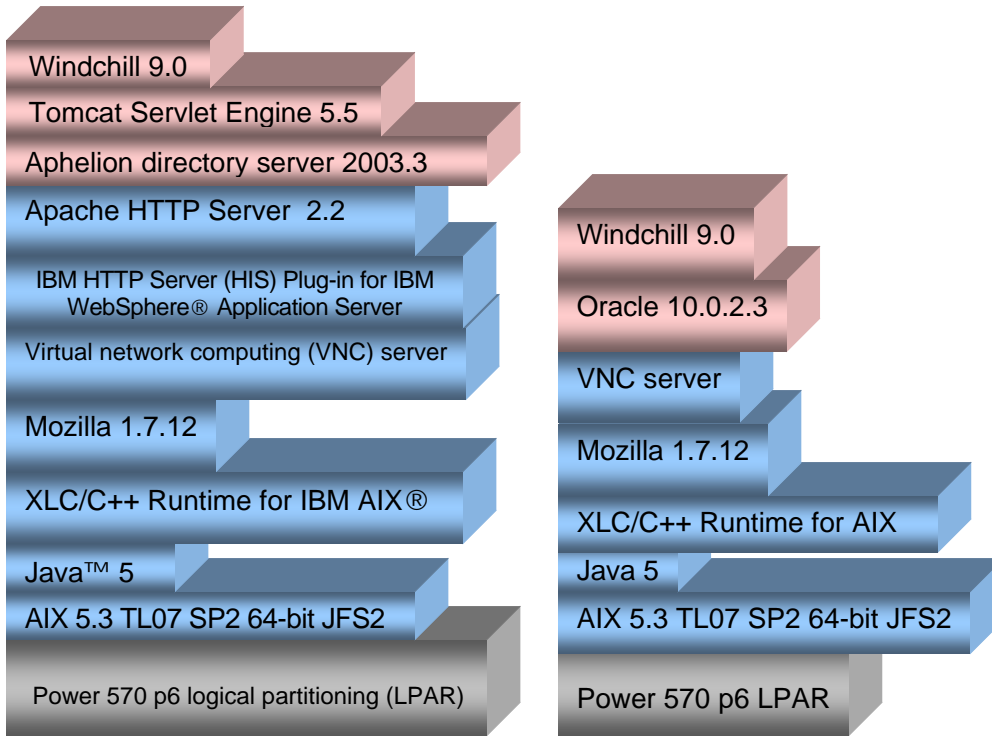 Windchill 9.0
Tomcat Servlet Engine 5.5
Aphelion directory server 2003.3
Apache HTTP Server 2.2
IBM HTTP Server (HIS) Plug-in for IBM
WebSphere® Application Server
Virtual network computing (VNC) server
Mozilla 1.7.12
XLC/C++ Runtime for IBM AIX®
Java™ 5
AIX 5.3 TL07 SP2 64-bit JFS2
Power 570 p6 logical partitioning (LPAR)
Windchill 9.0
Oracle 10.0.2.3
VNC server
Mozilla 1.7.12
XLC/C++ Runtime for AIX
Java 5
AIX 5.3 TL07 SP2 64-bit JFS2
Power 570 p6 LPAR